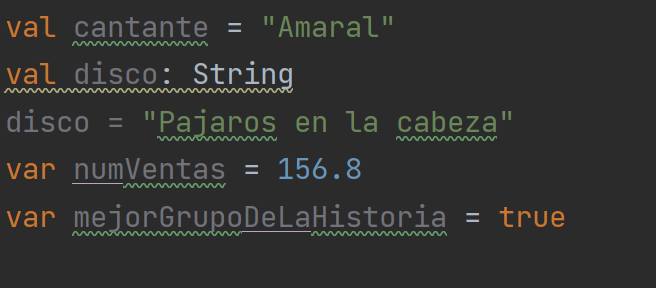 val cantante = "Amaral"
val disco: String
disco = "Pajaros en la cabeza"
var numVentas = 156.8
var mejorGrupoDeLaHistoria = true